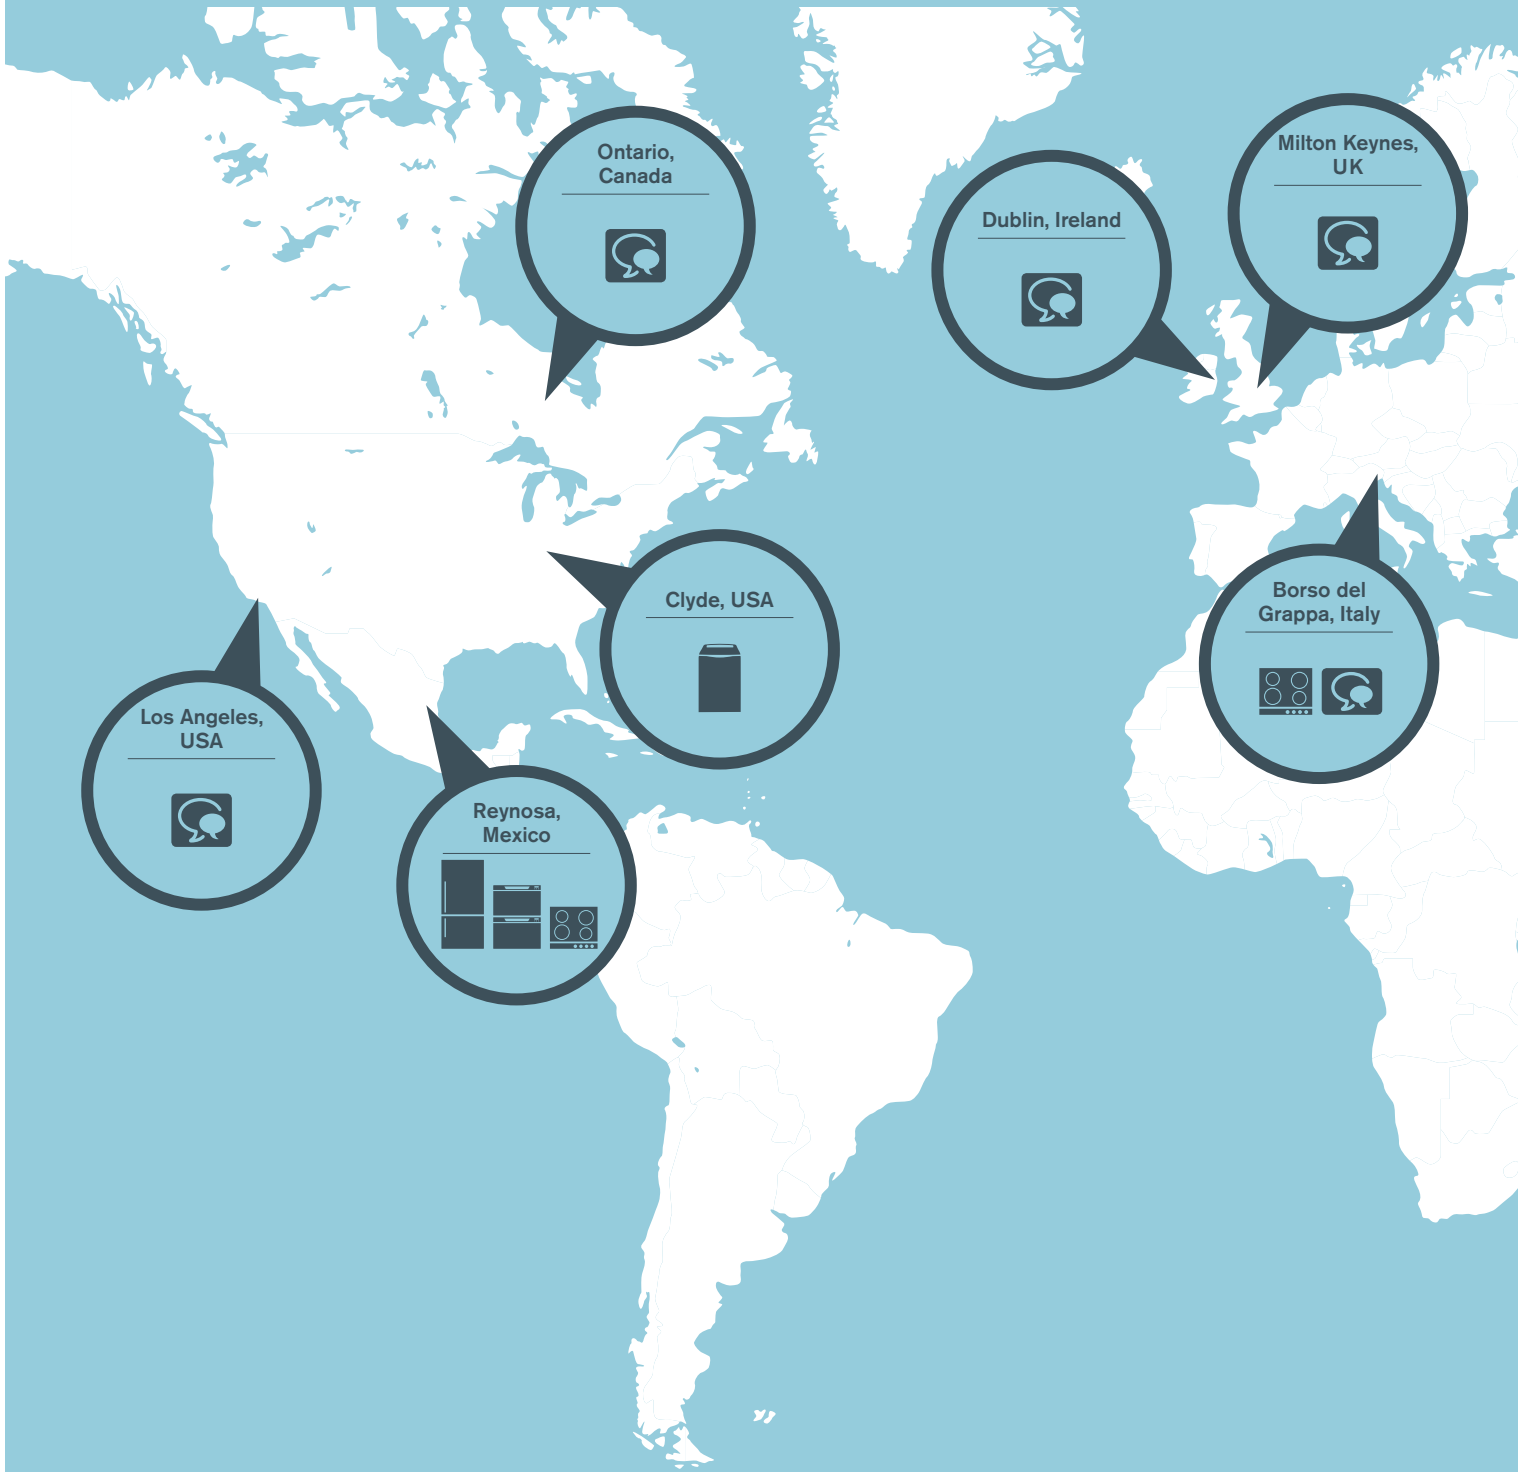 Ontario,
Canada
Dublin, Ireland
Milton Keynes,
UK
Clyde, USA
Borso del
Grappa, Italy
Los Angeles,
USA
Reynosa,
Mexico